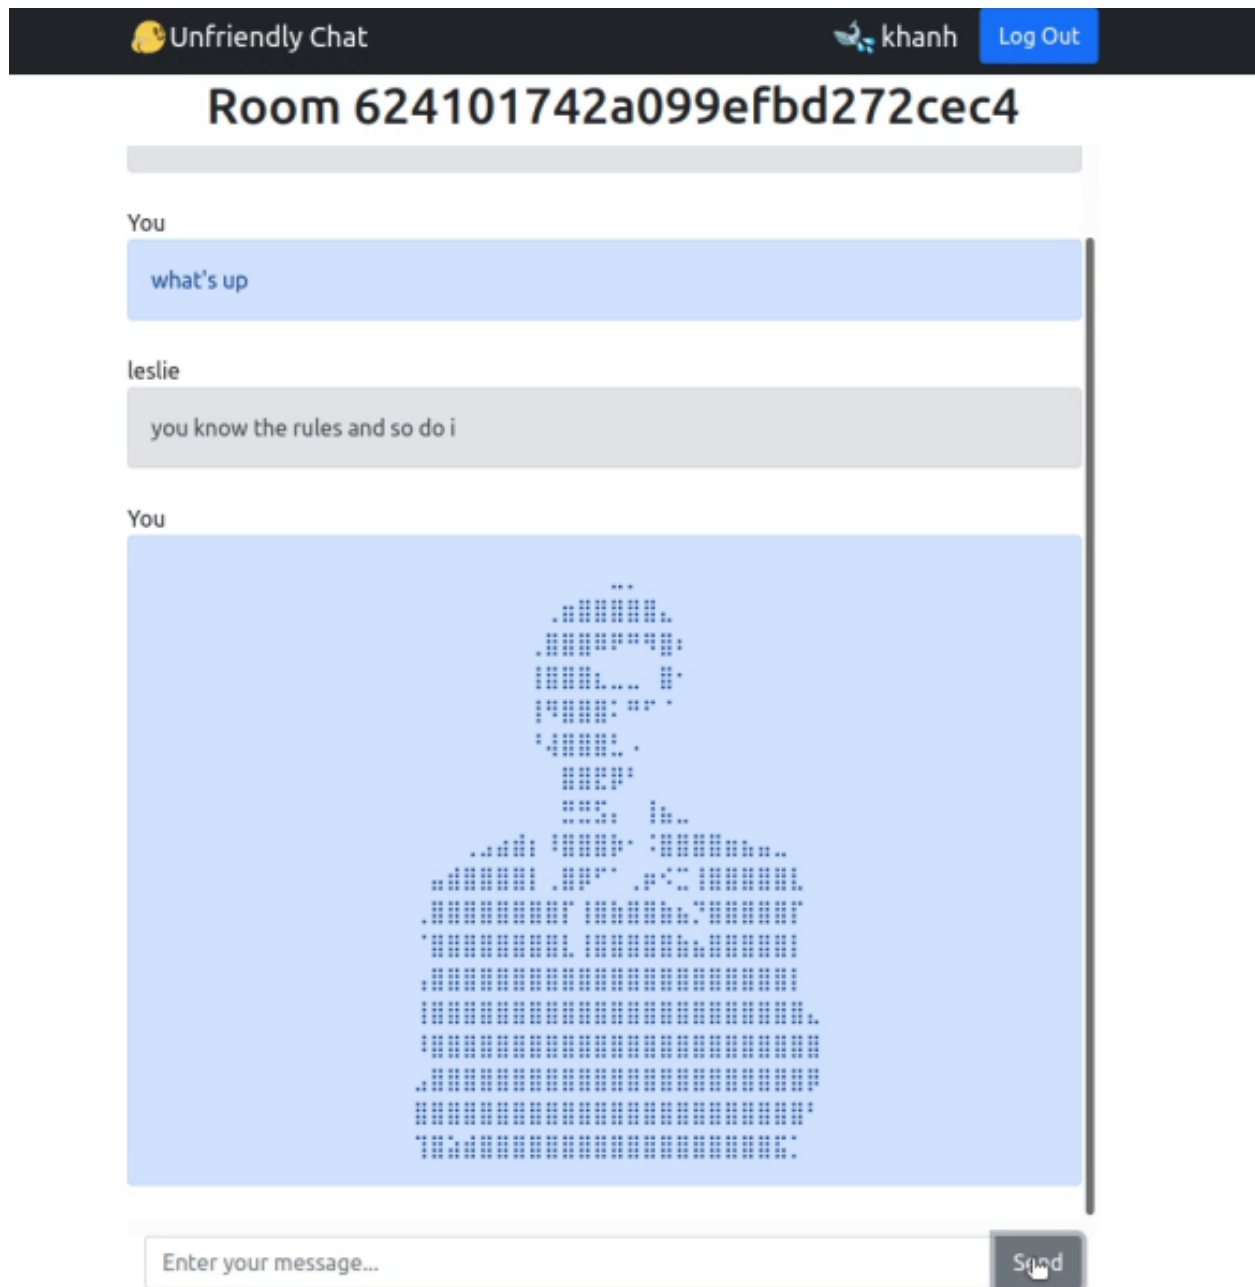 Unfriendly Chat
khanh
Log Out
Room 624101742a099efbd272cec4
You
what's up
leslie
you know the rules and so do i
You
Enter your message...
Send